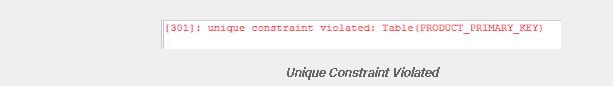 [301]: unique constraint violated: Table(PRODUCT_PRIMARY_KEY)
Unique Constraint Violated